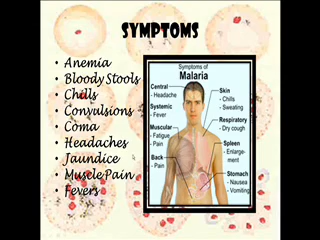 SYMPTOMS
• Anemia
• Bloody Stools
• Chills
• Convulsions
• Coma
• Headaches
• Jaundice
• Muscle Pain
• Fevers
Symptoms of
Malaria
Central
- Headache
Systemic
- Fever
Muscular
- Fatigue
- Pain
Back
- Pain
Skin
- Chills
- Sweating
Respiratory
- Dry cough
Spleen
- Enlarge-
ment
Stomach
- Nausea
- Vomiting